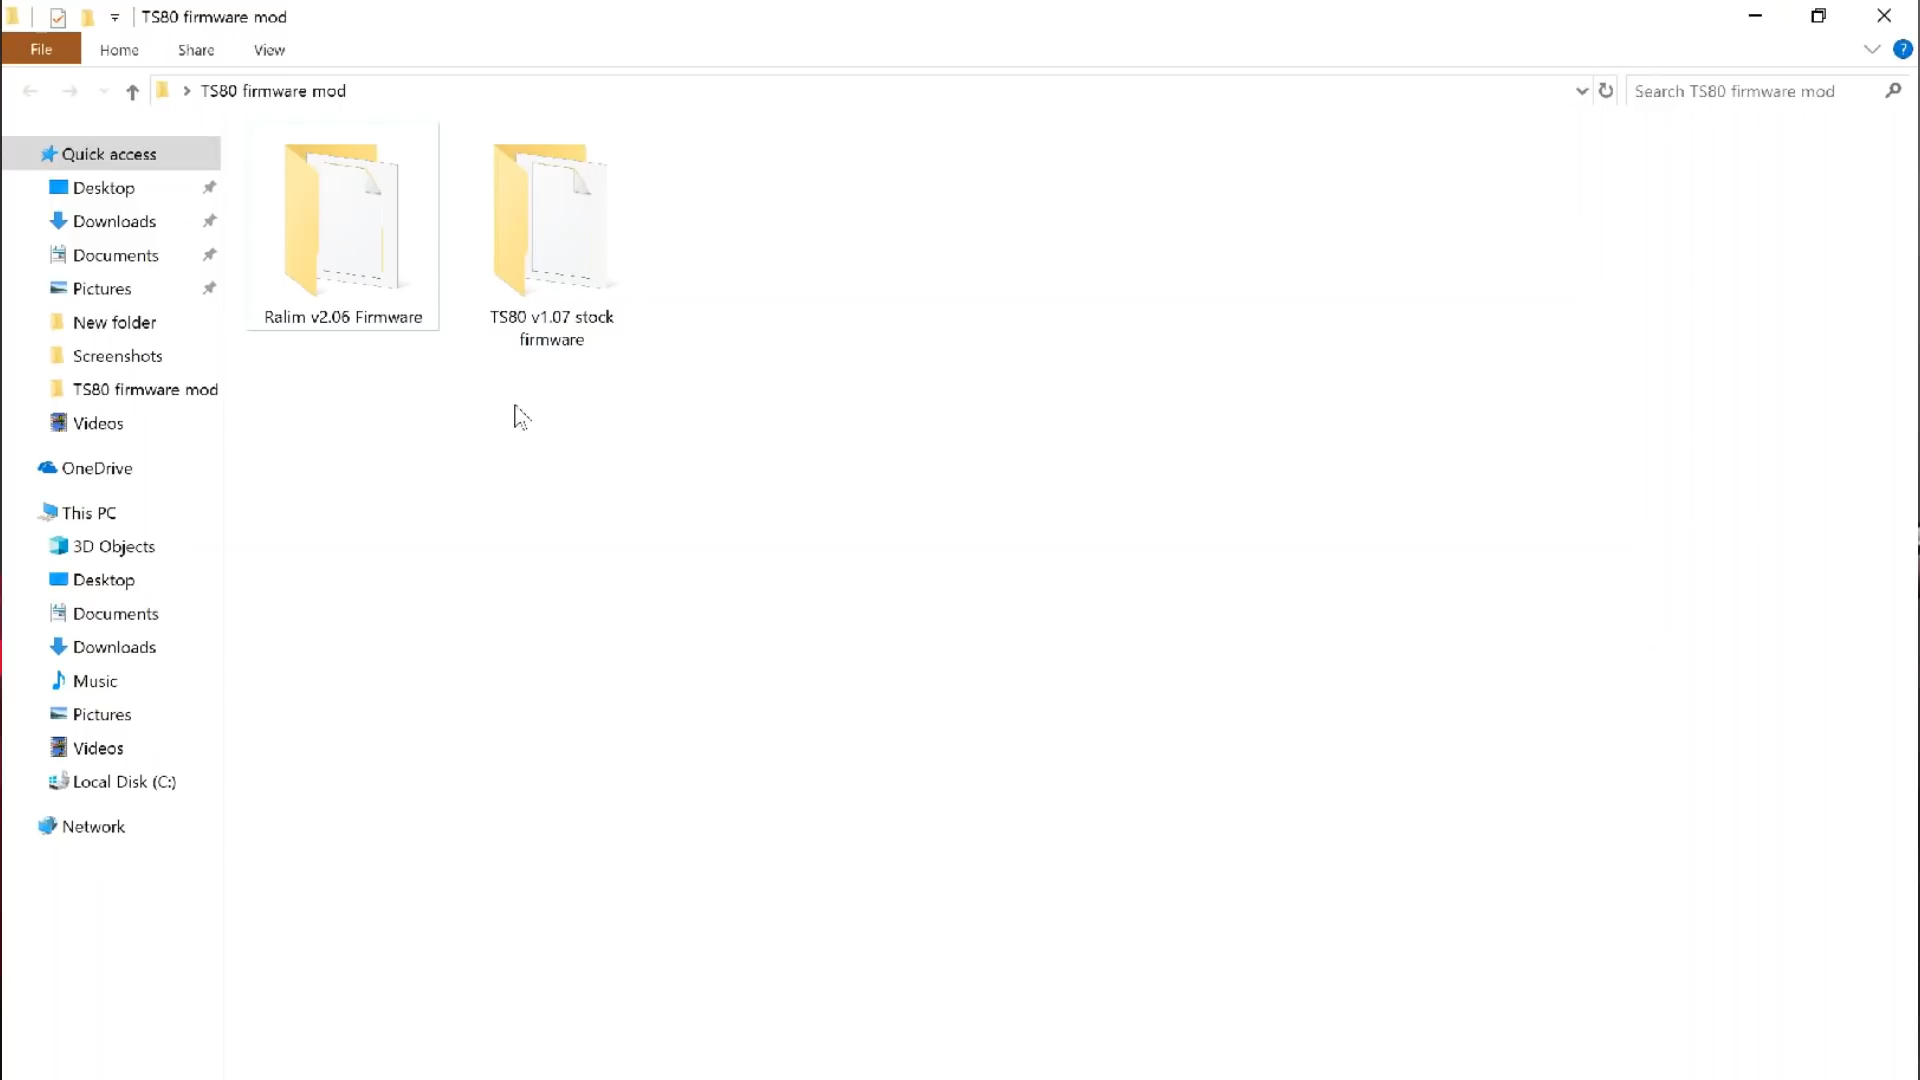 TS80 firmware mod
File
Home
Share
View
?
TS80 firmware mod
Search TS80 firmware mod
Quick access
Desktop
Downloads
Documents
Pictures
New folder
Screenshots
TS80 firmware mod
Videos
OneDrive
This PC
3D Objects
Desktop
Documents
Downloads
Music
Pictures
Videos
Local Disk (C:)
Network
Ralim v2.06 Firmware
TS80 v1.07 stock
firmware